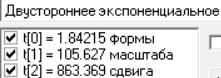 Двустороннее экспоненциальное
t[0] = 1.84215 формы
t[1] = 105.627 масштаба
t[2] = 863.369 сдвига